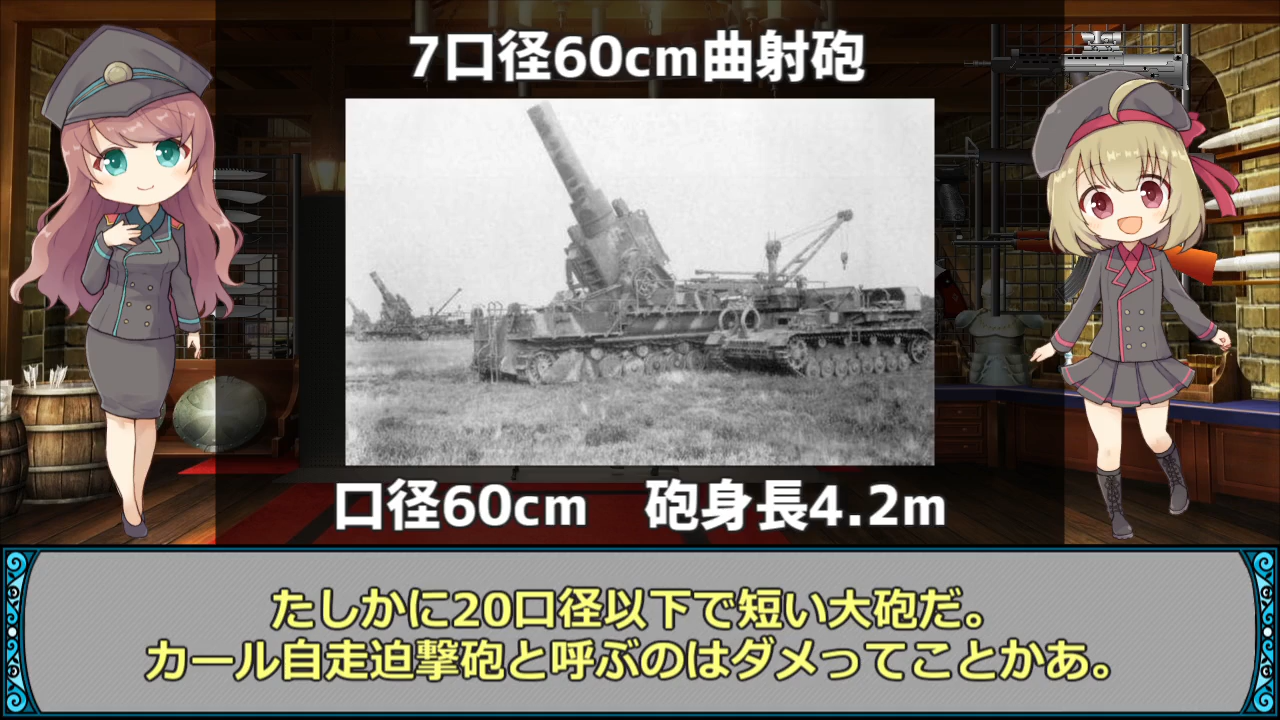 7口径60cm曲射砲
口径60cm　砲身長4.2m
たしかに20口径以下で短い大砲だ。
カール自走迫撃砲と呼ぶのはダメってことかあ。